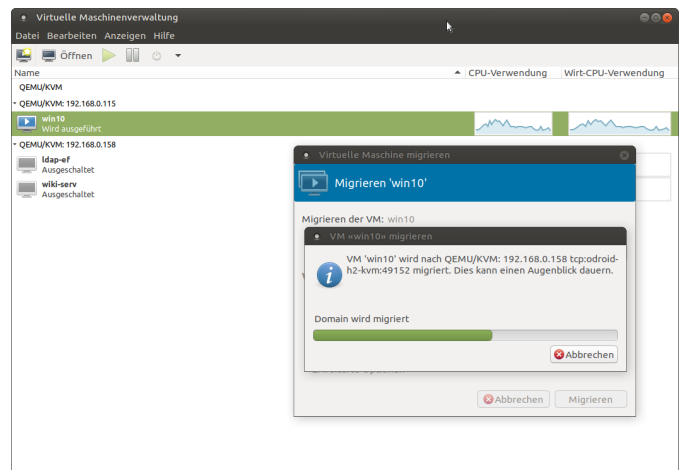 Virtuelle Maschinenverwaltung
Datei Bearbeiten Anzeigen Hilfe
Öffnen
Name CPU-Verwendung Wirt-CPU-Verwendung
QEMU/KVM
QEMU/KVM: 192.168.0.115
win10
Wird ausgeführt
QEMU/KVM: 192.168.0.158
ldap-ef
Ausgeschaltet
wiki-serv
Ausgeschaltet
Virtuelle Maschine migrieren
Migrieren 'win10'
Migrieren der VM: win10
VM «win10» migrieren
VM 'win10' wird nach QEMU/KVM: 192.168.0.158 tcp:odroid-
h2-kvm:49152 migriert. Dies kann einen Augenblick dauern.
Domain wird migriert
Abbrechen
Abbrechen Migrieren